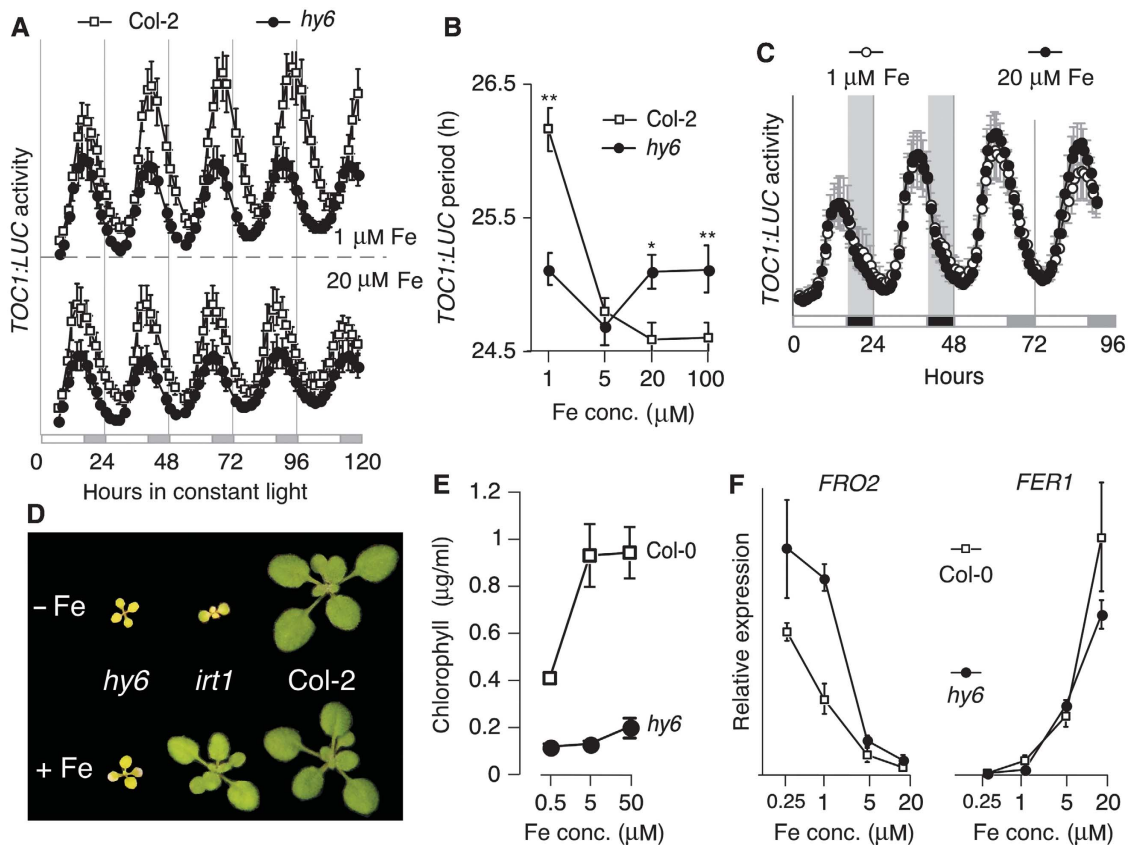 A
Col-2
hy6
TOC1:LUC activity
1 μM Fe
20 μM Fe
0 24 48 72 96 120
Hours in constant light
B
TOC1:LUC period (h)
26.5
25.5
24.5
**
* **
Col-2
hy6
1 5 20 100
Fe conc. (μM)
C
1 μM Fe 20 μM Fe
TOC1:LUC activity
0 24 48 72 96
Hours
D
– Fe
hy6 irt1 Col-2
+ Fe
E
Chlorophyll (μg/ml)
1.2
1
0.8
0.6
0.4
0.2
0
Col-0
hy6
0.5 5 50
Fe conc. (μM)
F
FRO2 FER1
Relative expression
Col-0
hy6
0.25 1 5 20
Fe conc. (μM)
0.25 1 5 20
Fe conc. (μM)